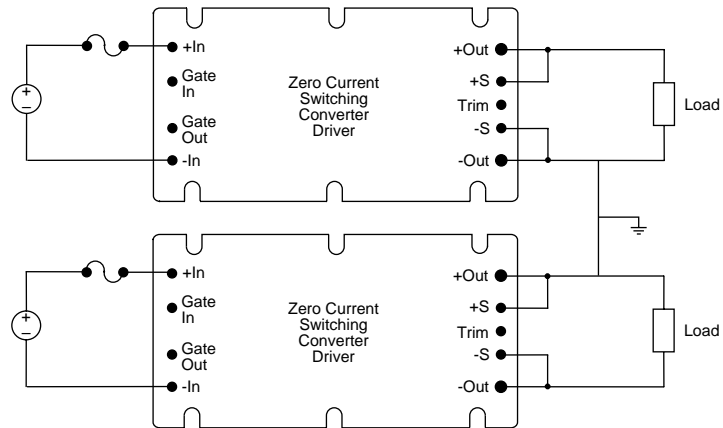 +In
Gate
In
Gate
Out
-In
Zero Current
Switching
Converter
Driver
+Out
+S
Trim
-S
-Out
Load
+In
Gate
In
Gate
Out
-In
Zero Current
Switching
Converter
Driver
+Out
+S
Trim
-S
-Out
Load